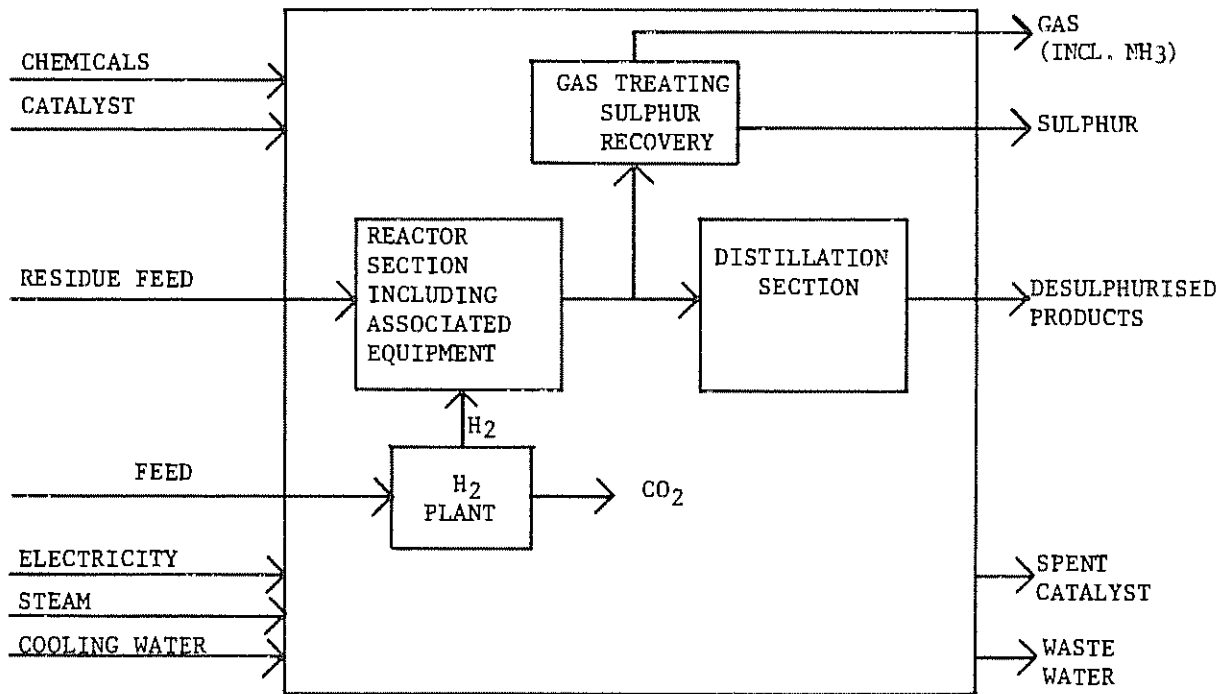 GAS
(INCL. NH3)
CHEMICALS
GAS TREATING
SULPHUR
RECOVERY
CATALYST
SULPHUR
REACTOR
SECTION
INCLUDING
ASSOCIATED
EQUIPMENT
DISTILLATION
SECTION
RESIDUE FEED
DESULPHURISED
PRODUCTS
H2
FEED
H2
PLANT
CO2
ELECTRICITY
STEAM
COOLING WATER
SPENT
CATALYST
WASTE
WATER